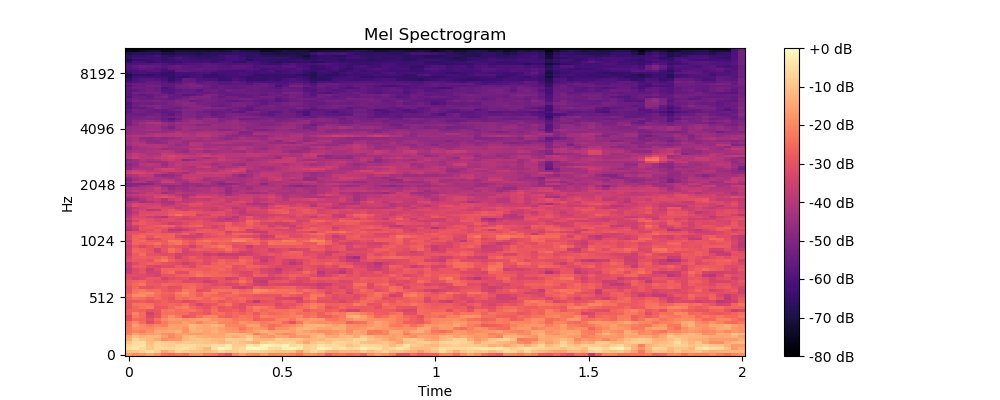 Mel Spectrogram
8192
4096
2048
1024
512
0
Hz
0
0.5
1
1.5
2
Time
+0 dB
-10 dB
-20 dB
-30 dB
-40 dB
-50 dB
-60 dB
-70 dB
-80 dB